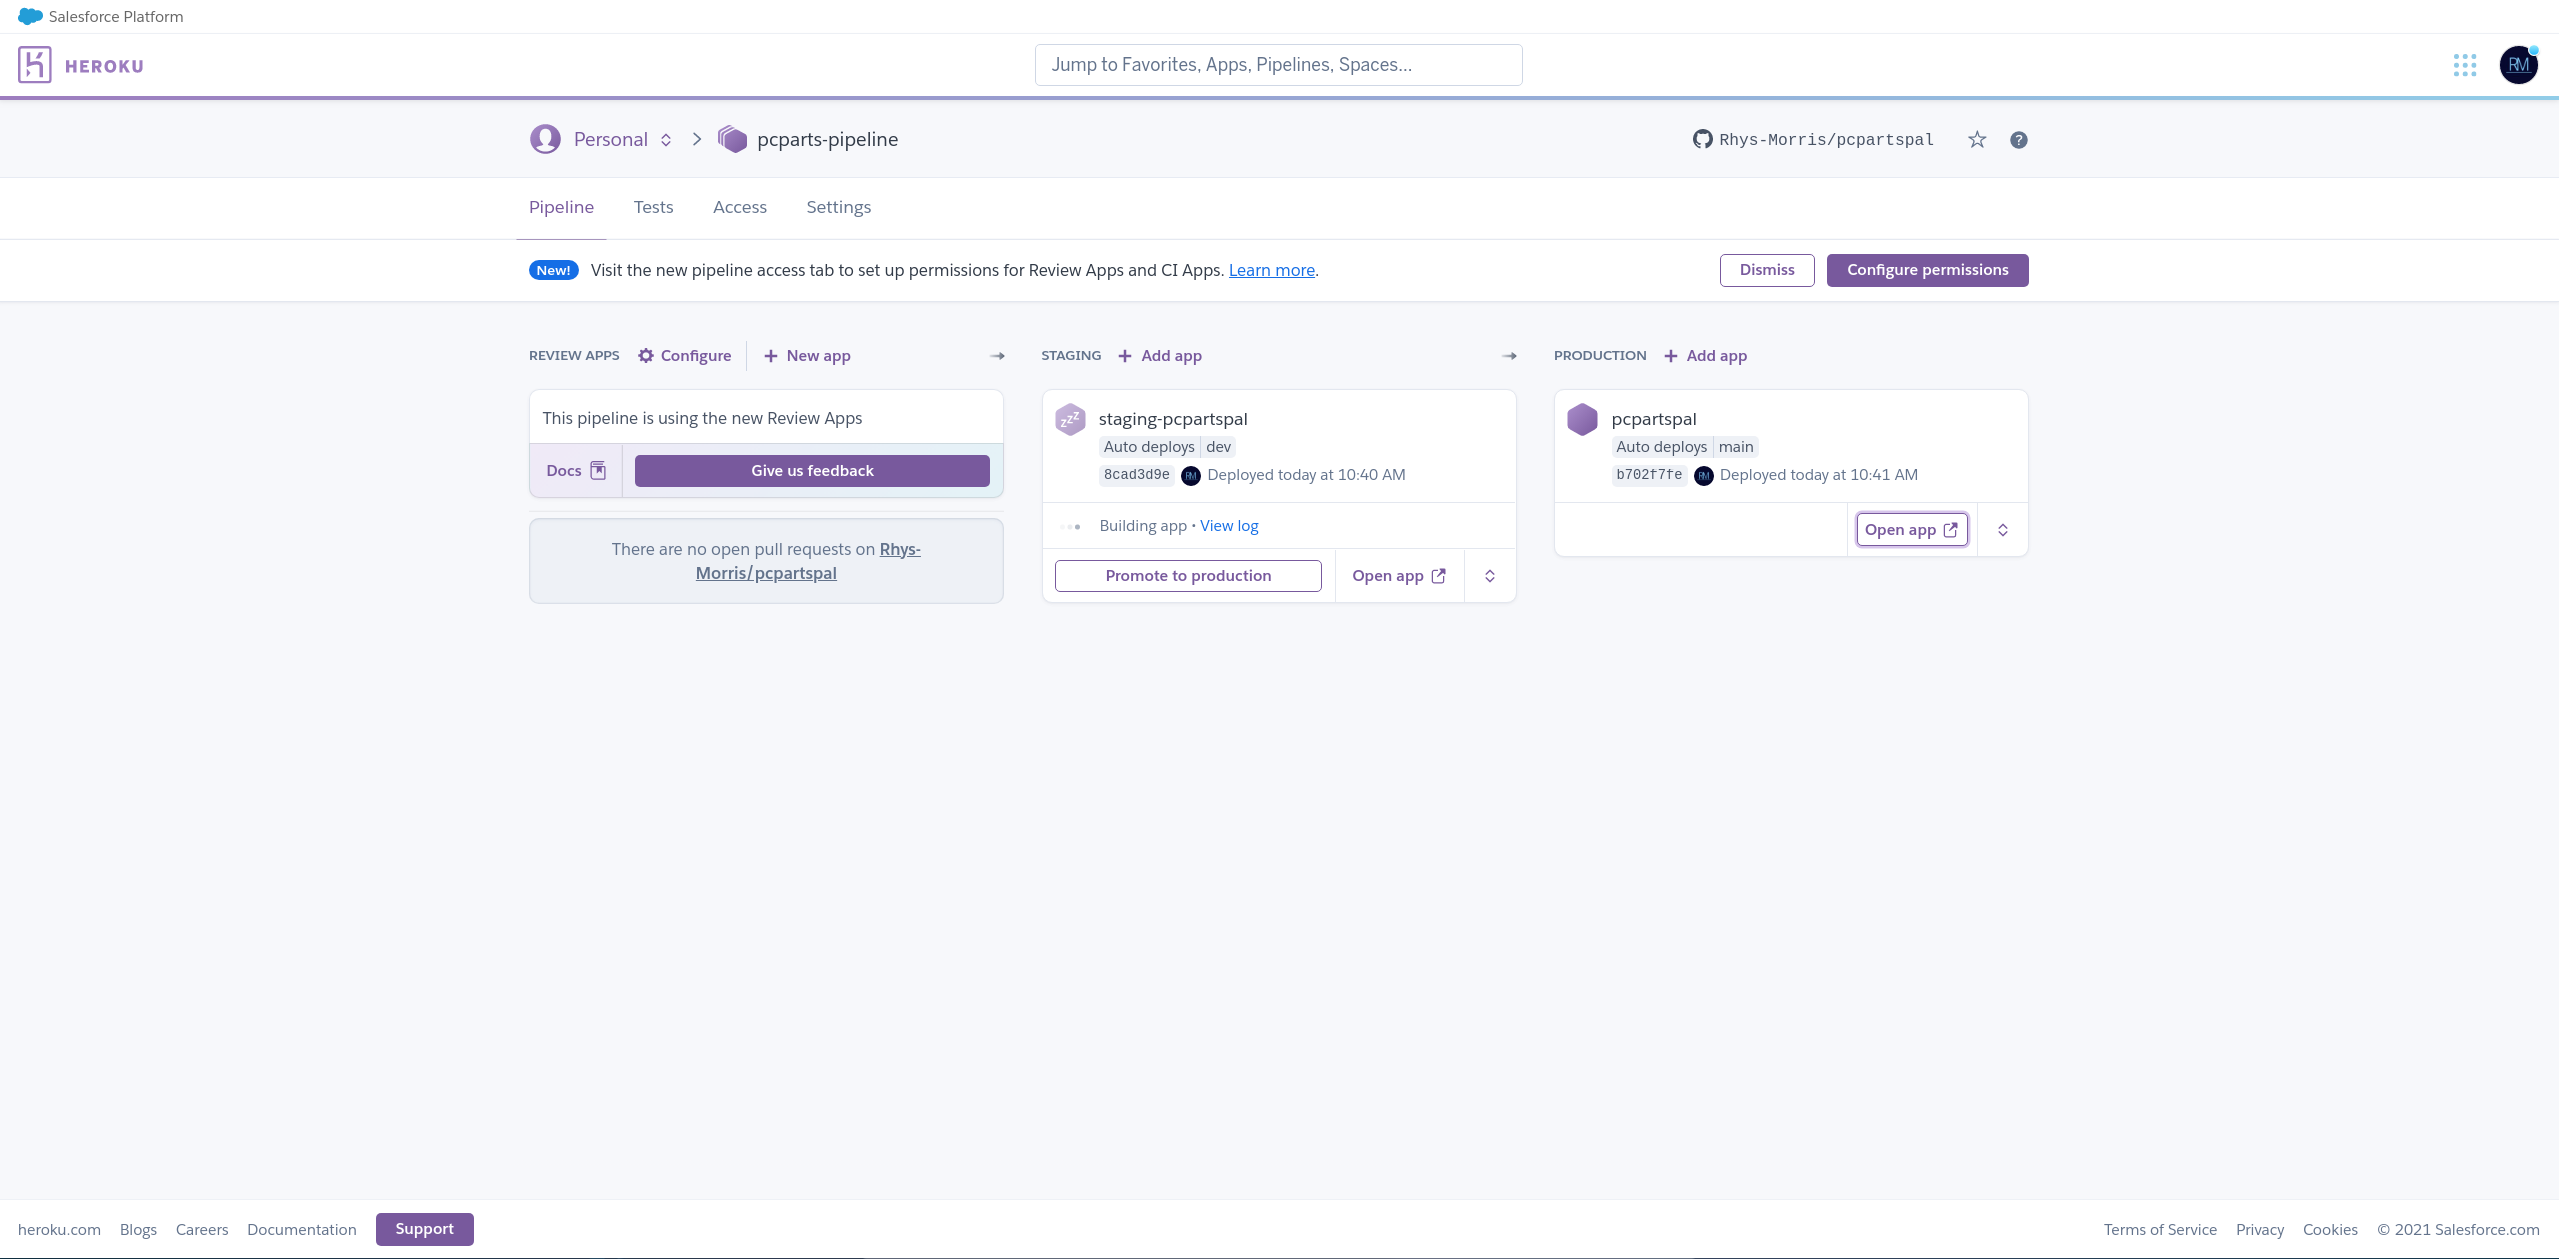 Salesforce Platform
HEROKU
Jump to Favorites, Apps, Pipelines, Spaces...
RM
Personal
pcparts-pipeline
Rhys-Morris/pcpartspal
?
Pipeline Tests Access Settings
New! Visit the new pipeline access tab to set up permissions for Review Apps and CI Apps. Learn more.
Dismiss Configure permissions
REVIEW APPS Configure + New app
This pipeline is using the new Review Apps
Docs Give us feedback
There are no open pull requests on Rhys-
Morris/pcpartspal
STAGING + Add app
zzZ
staging-pcpartspal
Auto deploys dev
8cad3d9e RM Deployed today at 10:40 AM
Building app • View log
Promote to production Open app
PRODUCTION + Add app
pcpartspal
Auto deploys main
b702f7fe RM Deployed today at 10:41 AM
Open app
heroku.com Blogs Careers Documentation Support
Terms of Service Privacy Cookies © 2021 Salesforce.com